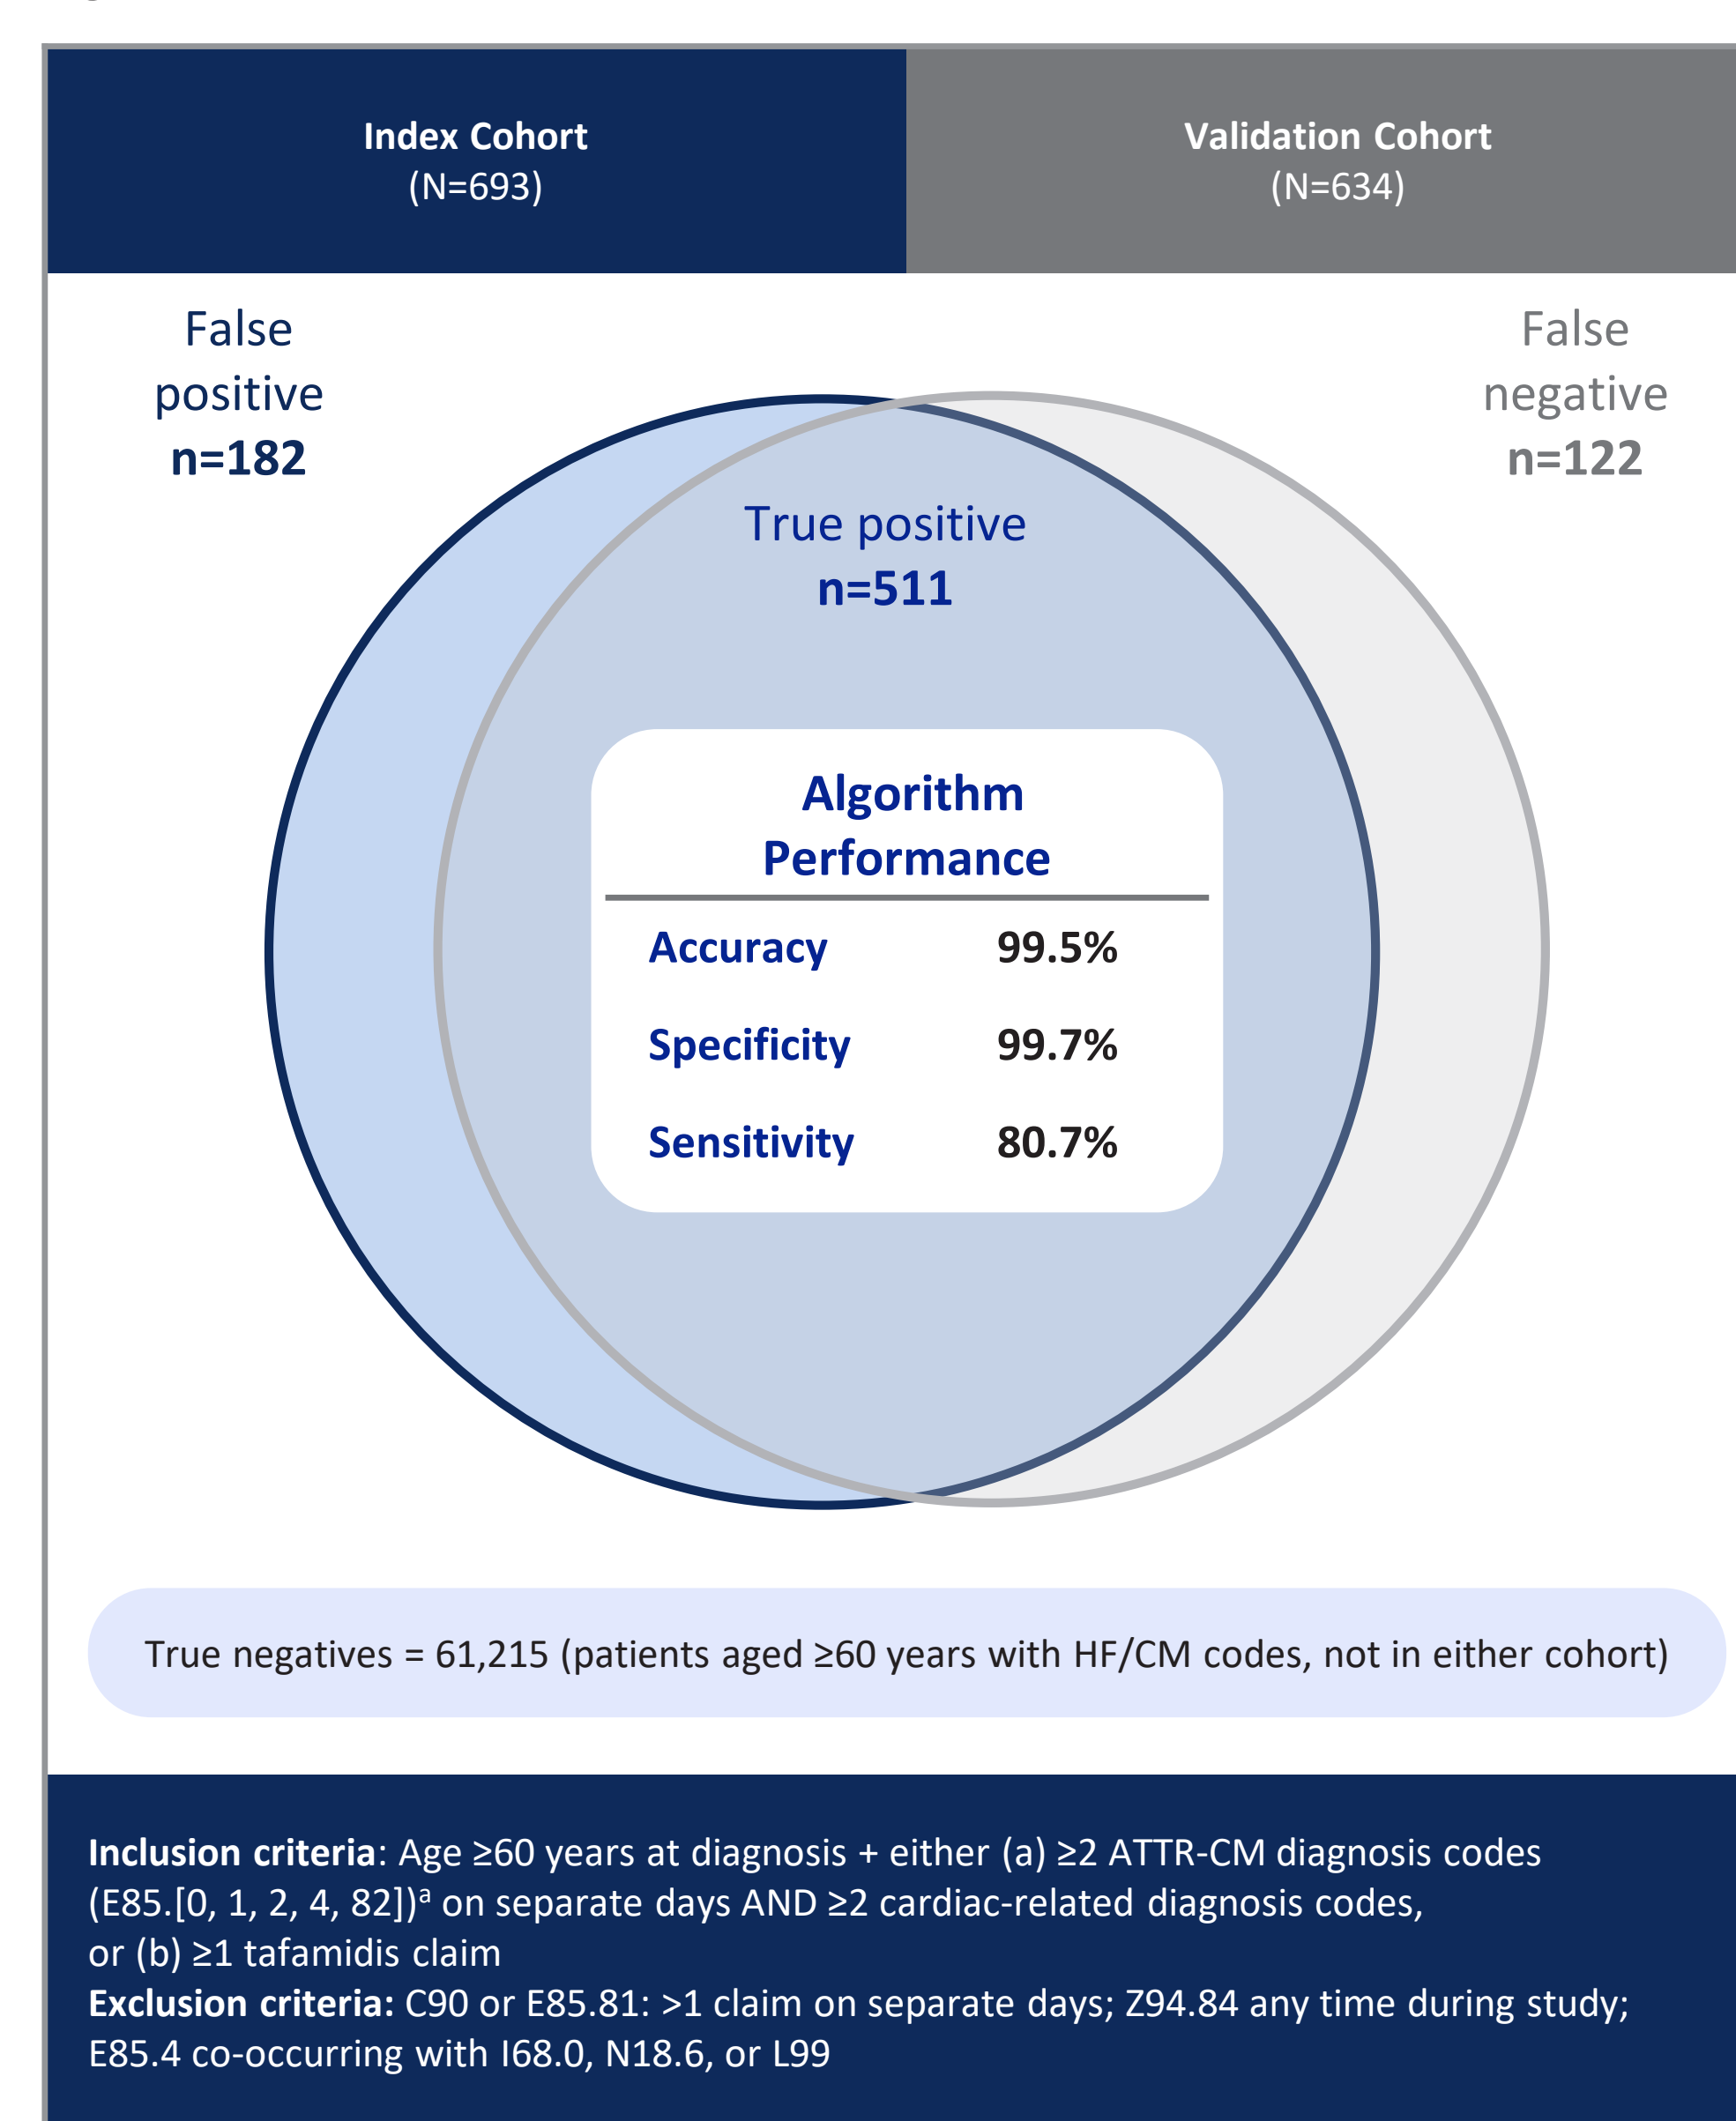 Index Cohort
(N=693)
Validation Cohort
(N=634)
False
positive
n=182
False
negative
n=122
True positive
n=511
Algorithm
Performance
Accuracy 99.5%
Specificity 99.7%
Sensitivity 80.7%
True negatives = 61,215 (patients aged ≥60 years with HF/CM codes, not in either cohort)
Inclusion criteria: Age ≥60 years at diagnosis + either (a) ≥2 ATTR-CM diagnosis codes
(E85.[0, 1, 2, 4, 82])ᵃ on separate days AND ≥2 cardiac-related diagnosis codes,
or (b) ≥1 tafamidis claim
Exclusion criteria: C90 or E85.81: >1 claim on separate days; Z94.84 any time during study;
E85.4 co-occurring with I68.0, N18.6, or L99